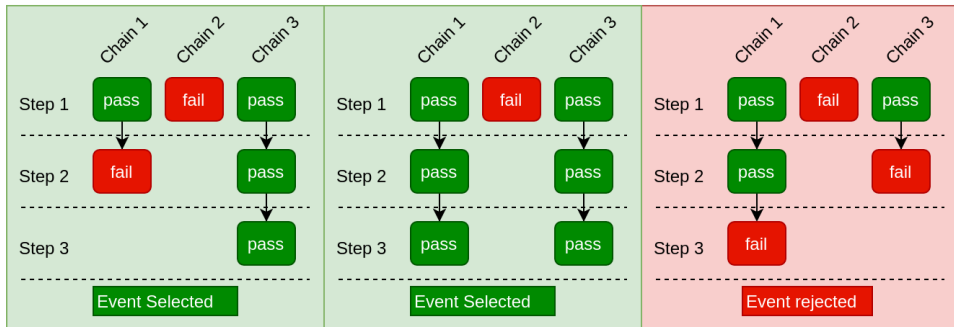 Chain 1 Chain 2 Chain 3
Step 1 pass fail pass
Step 2 fail pass
Step 3 pass
Event Selected
Chain 1 Chain 2 Chain 3
Step 1 pass fail pass
Step 2 pass pass
Step 3 pass pass
Event Selected
Chain 1 Chain 2 Chain 3
Step 1 pass fail pass
Step 2 pass fail
Step 3 fail
Event rejected